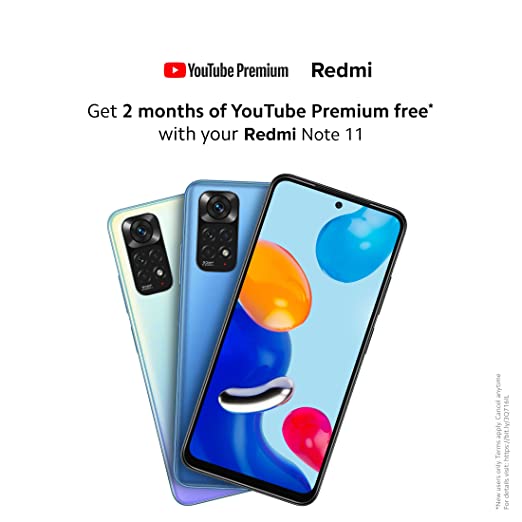 YouTube Premium Redmi
Get 2 months of YouTube Premium free*
with your Redmi Note 11
*New users only. Terms apply. Cancel anytime
For details visit: https://bit.ly/3Q716IL